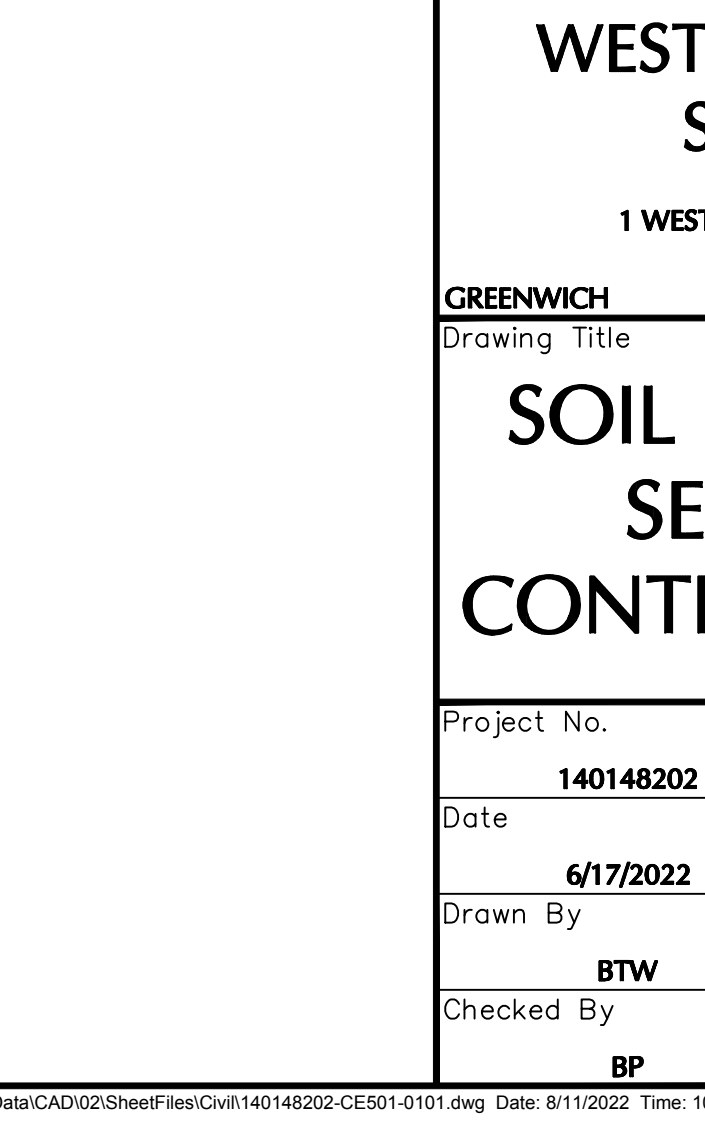 WEST
S
1 WEST
GREENWICH
Drawing Title
SOIL
SE
CONT
Project No.
140148202
Date
6/17/2022
Drawn By
BTW
Checked By
BP
Data\CAD\02\SheetFiles\Civil\140148202-CE501-0101.dwg Date: 8/11/2022 Time: 10